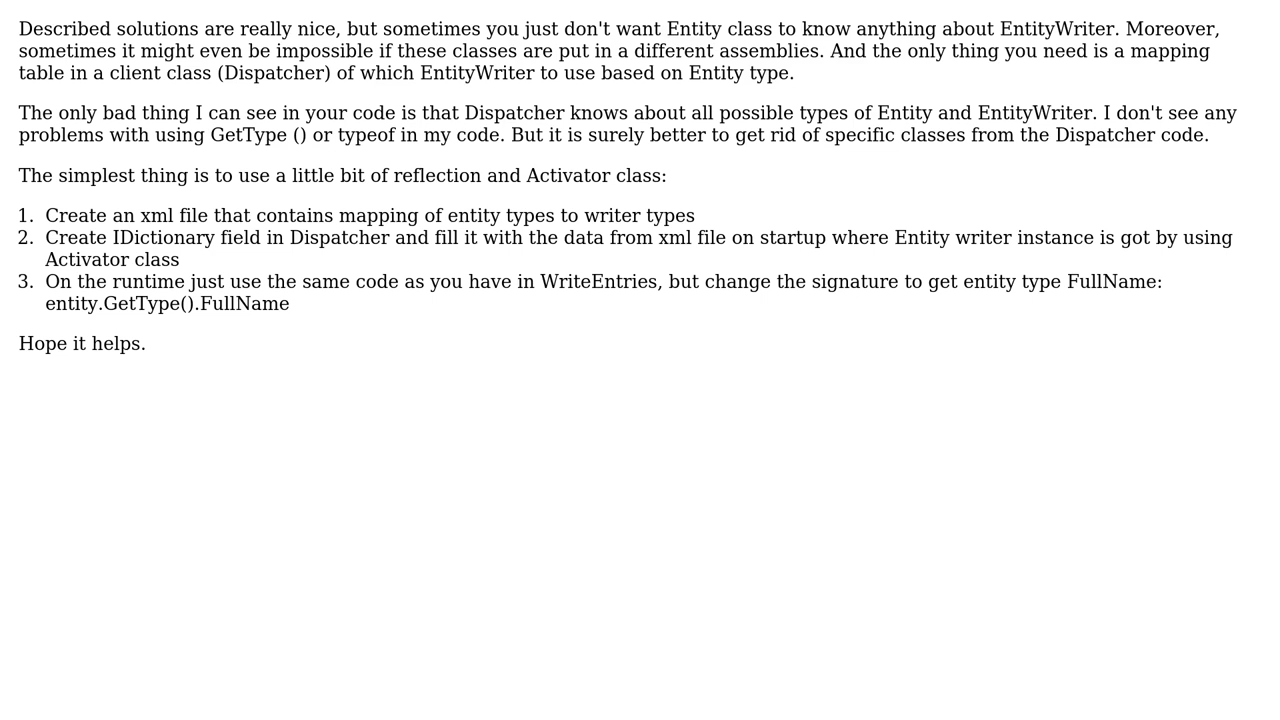 Described solutions are really nice, but sometimes you just don't want Entity class to know anything about EntityWriter. Moreover,
sometimes it might even be impossible if these classes are put in a different assemblies. And the only thing you need is a mapping
table in a client class (Dispatcher) of which EntityWriter to use based on Entity type.
The only bad thing I can see in your code is that Dispatcher knows about all possible types of Entity and EntityWriter. I don't see any
problems with using GetType () or typeof in my code. But it is surely better to get rid of specific classes from the Dispatcher code.
The simplest thing is to use a little bit of reflection and Activator class:
1. Create an xml file that contains mapping of entity types to writer types
2. Create IDictionary field in Dispatcher and fill it with the data from xml file on startup where Entity writer instance is got by using
Activator class
3. On the runtime just use the same code as you have in WriteEntries, but change the signature to get entity type FullName:
entity.GetType().FullName
Hope it helps.